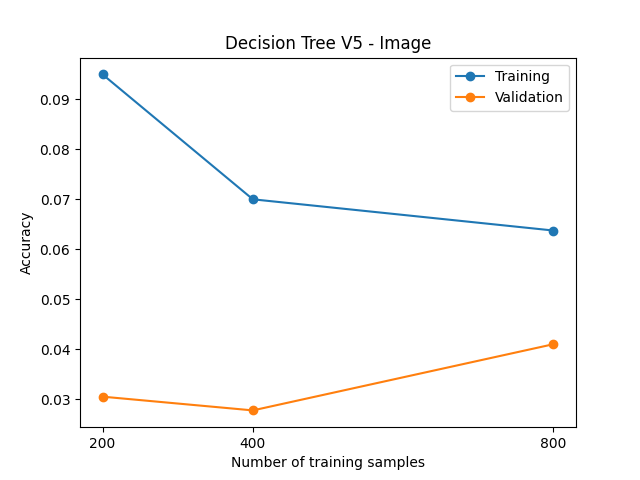 Decision Tree V5 - Image
Training
Validation
Accuracy
0.09
0.08
0.07
0.06
0.05
0.04
0.03
200 400 800
Number of training samples